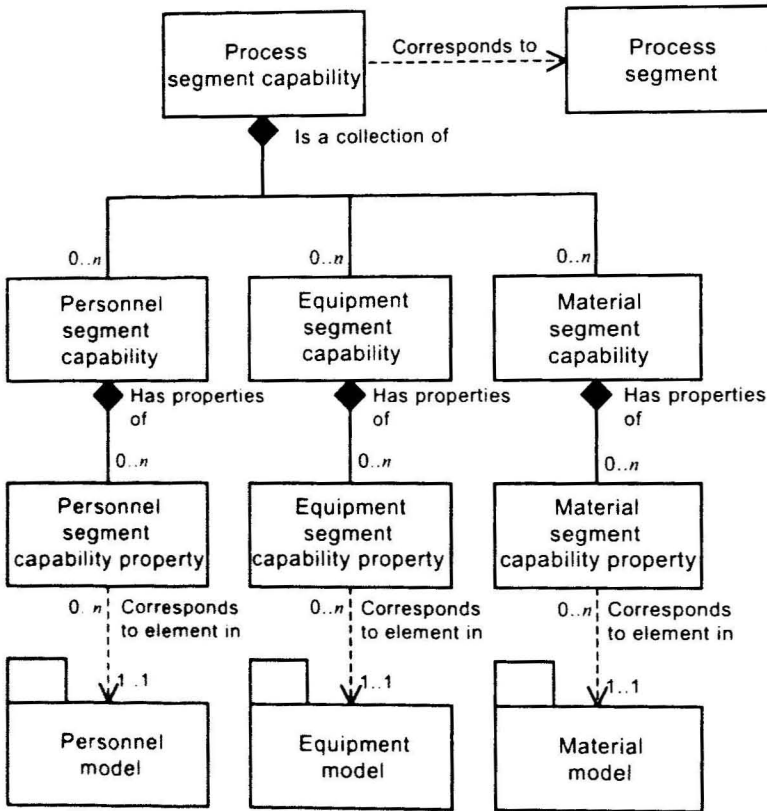 Process
segment capability
Corresponds to
Process
segment
Is a collection of
0..n
0..n
0..n
Personnel
segment
capability
Equipment
segment
capability
Material
segment
capability
Has properties
of
Has properties
of
Has properties
of
0..n
0..n
0..n
Personnel
segment
capability property
Equipment
segment
capability property
Material
segment
capability property
0..n
Corresponds
to element in
0..n
Corresponds
to element in
0..n
Corresponds
to element in
1..1
1..1
1..1
Personnel
model
Equipment
model
Material
model